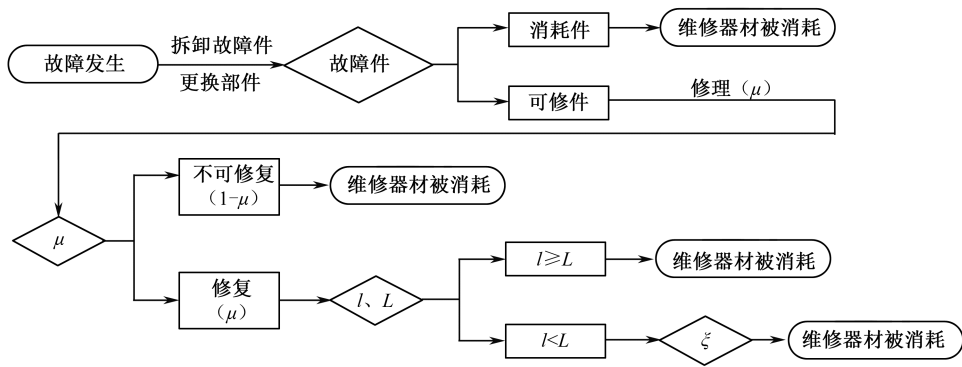 故障发生
拆卸故障件
更换部件
故障件
消耗件
维修器材被消耗
可修件
修理（μ）
μ
不可修复
（1-μ）
维修器材被消耗
修复
（μ）
l、L
l≥L
维修器材被消耗
l<L
ξ
维修器材被消耗